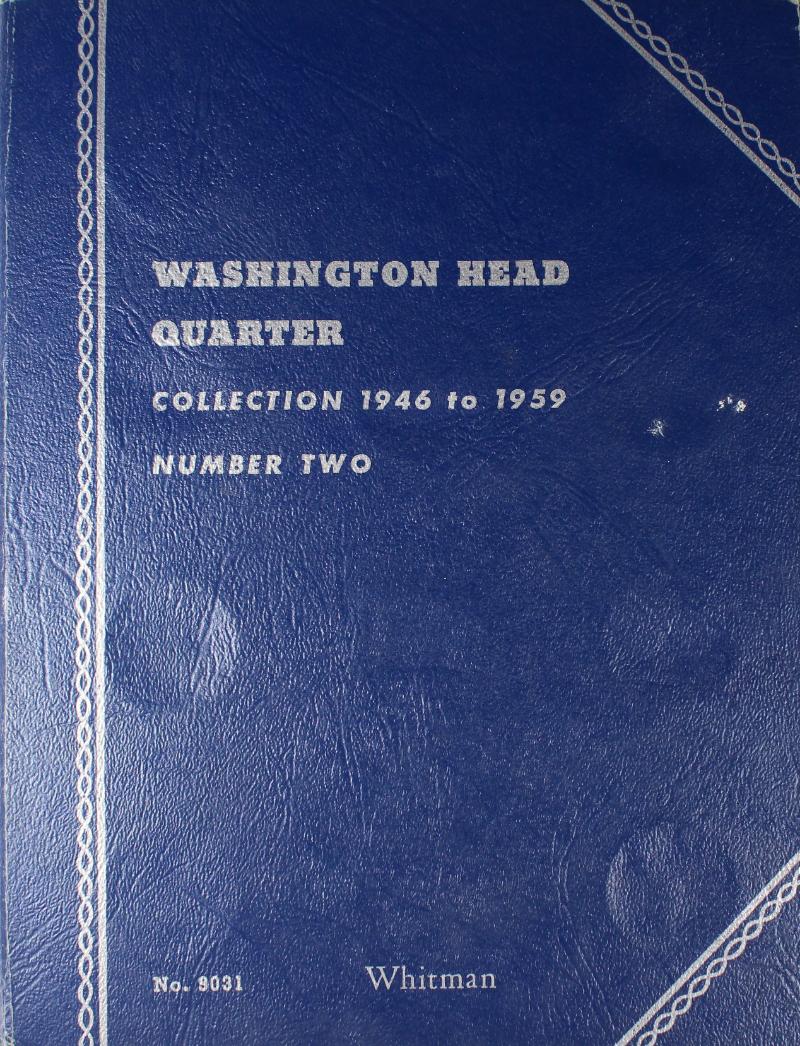 WASHINGTON HEAD
QUARTER
COLLECTION 1946 to 1959
NUMBER TWO
No. 9031
Whitman